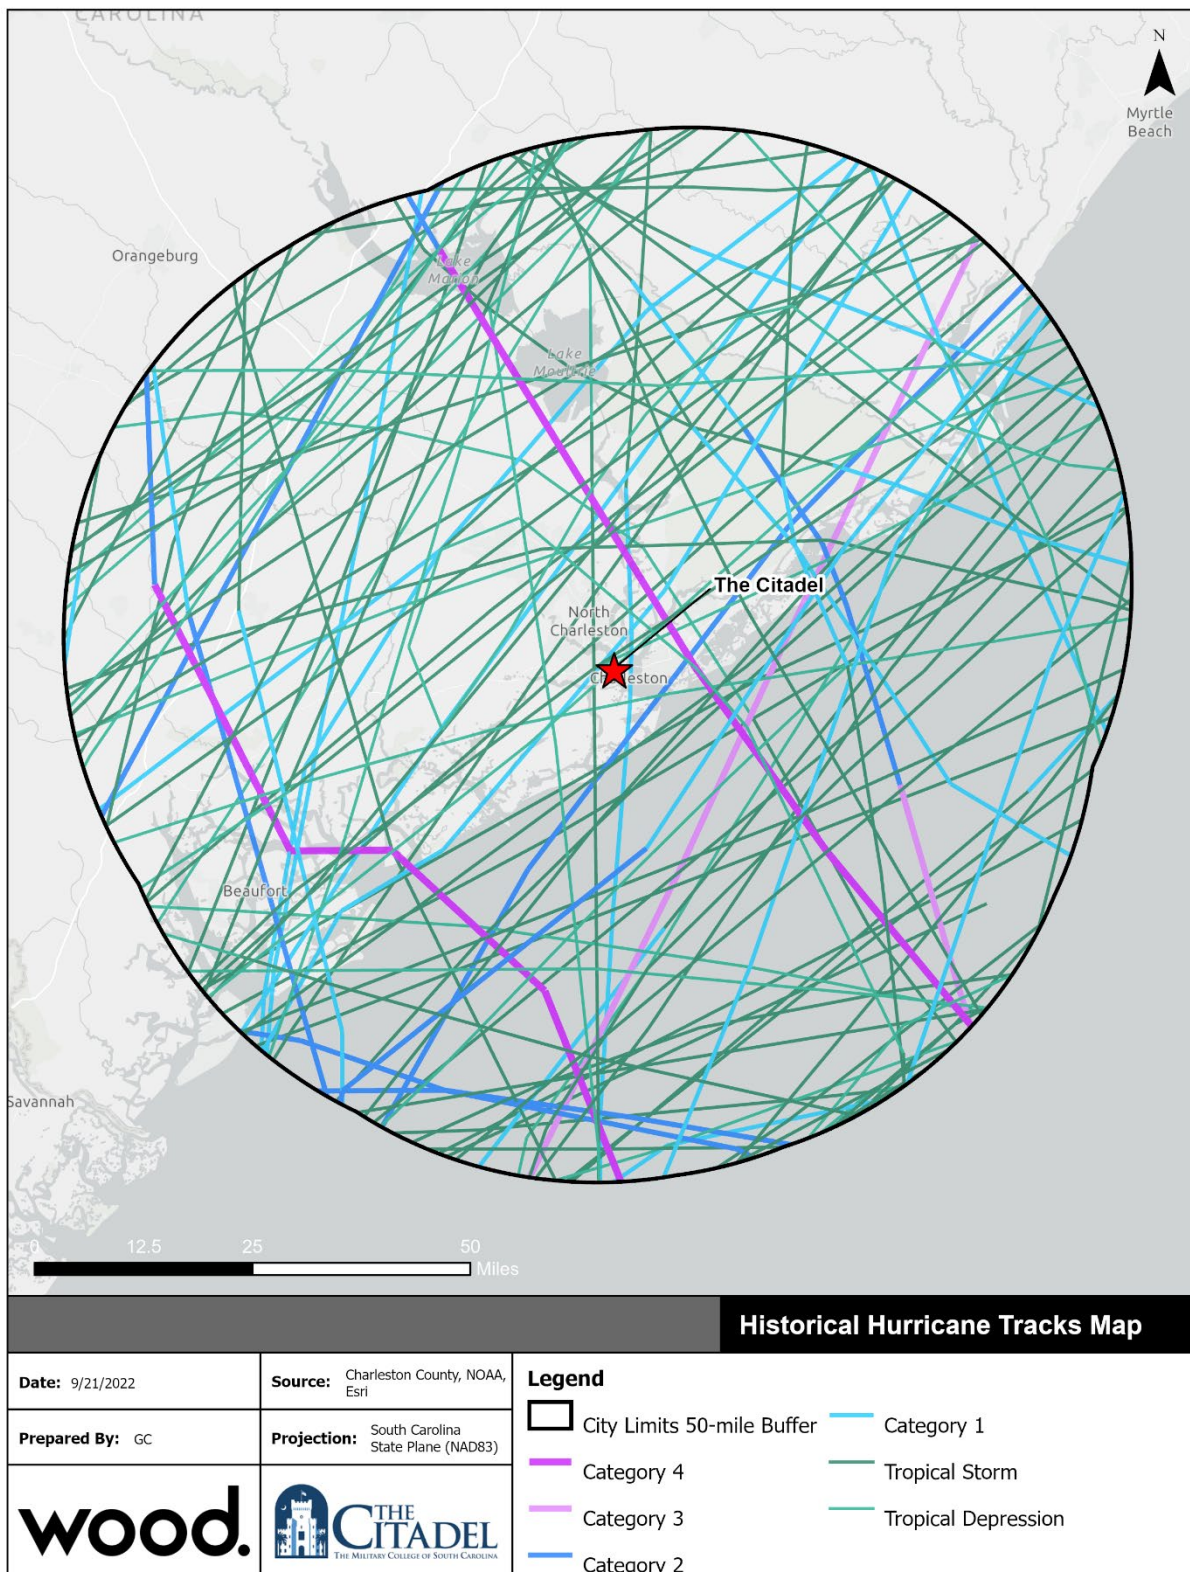 CAROLINA
N
Myrtle
Beach
Orangeburg
Lake
Marion
Lake
Moultrie
The Citadel
North
Charleston
Charleston
Beaufort
Savannah
0 12.5 25 50
Miles
Historical Hurricane Tracks Map
Date: 9/21/2022
Source: Charleston County, NOAA,
Esri
Prepared By: GC
Projection: South Carolina
State Plane (NAD83)
wood.
THE
CITADEL
THE MILITARY COLLEGE OF SOUTH CAROLINA
Legend
City Limits 50-mile Buffer
Category 4
Category 3
Category 2
Category 1
Tropical Storm
Tropical Depression